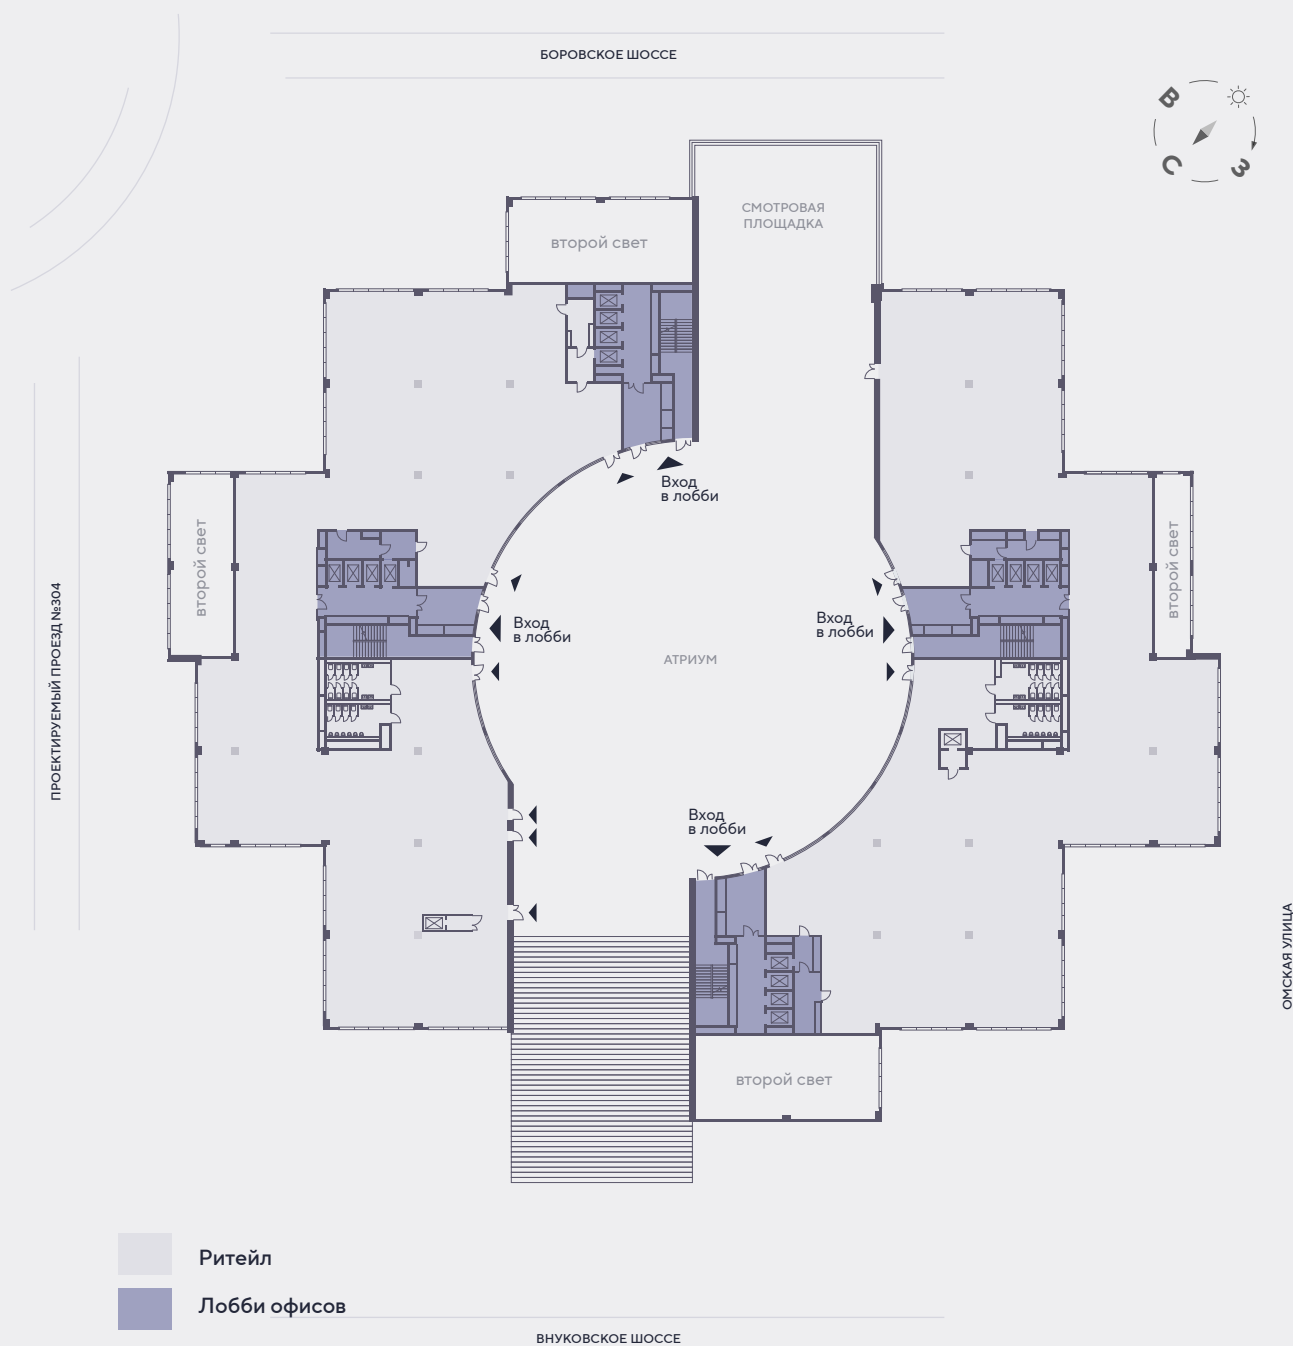 БОРОВСКОЕ ШОССЕ
В
С
З
СМОТРОВАЯ
ПЛОЩАДКА
второй свет
Вход
в лобби
второй свет
второй свет
Вход
в лобби
Вход
в лобби
АТРИУМ
ПРОЕКТИРУЕМЫЙ ПРОЕЗД №304
Вход
в лобби
ОМСКАЯ УЛИЦА
второй свет
Ритейл
Лобби офисов
ВНУКОВСКОЕ ШОССЕ